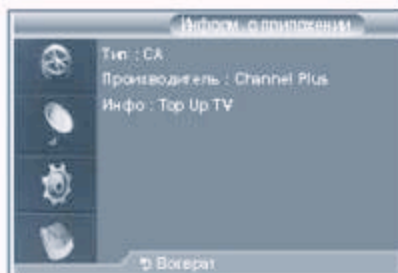 Информ. о приложении
Тип : CA
Производитель : Channel Plus
Инфо : Top Up TV
Возврат